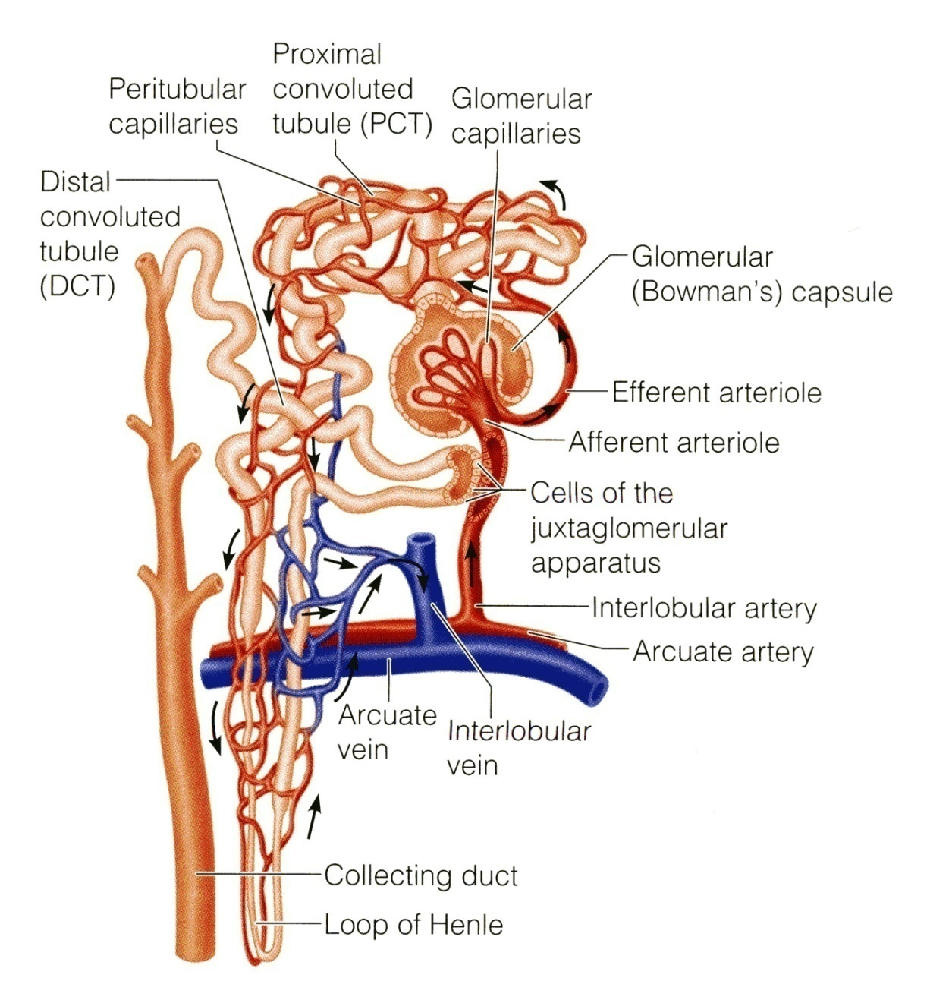 Proximal
convoluted
tubule (PCT)
Peritubular
capillaries
Glomerular
capillaries
Distal
convoluted
tubule
(DCT)
Glomerular
(Bowman's) capsule
Efferent arteriole
Afferent arteriole
Cells of the
juxtaglomerular
apparatus
Interlobular artery
Arcuate artery
Arcuate
vein
Interlobular
vein
Collecting duct
Loop of Henle